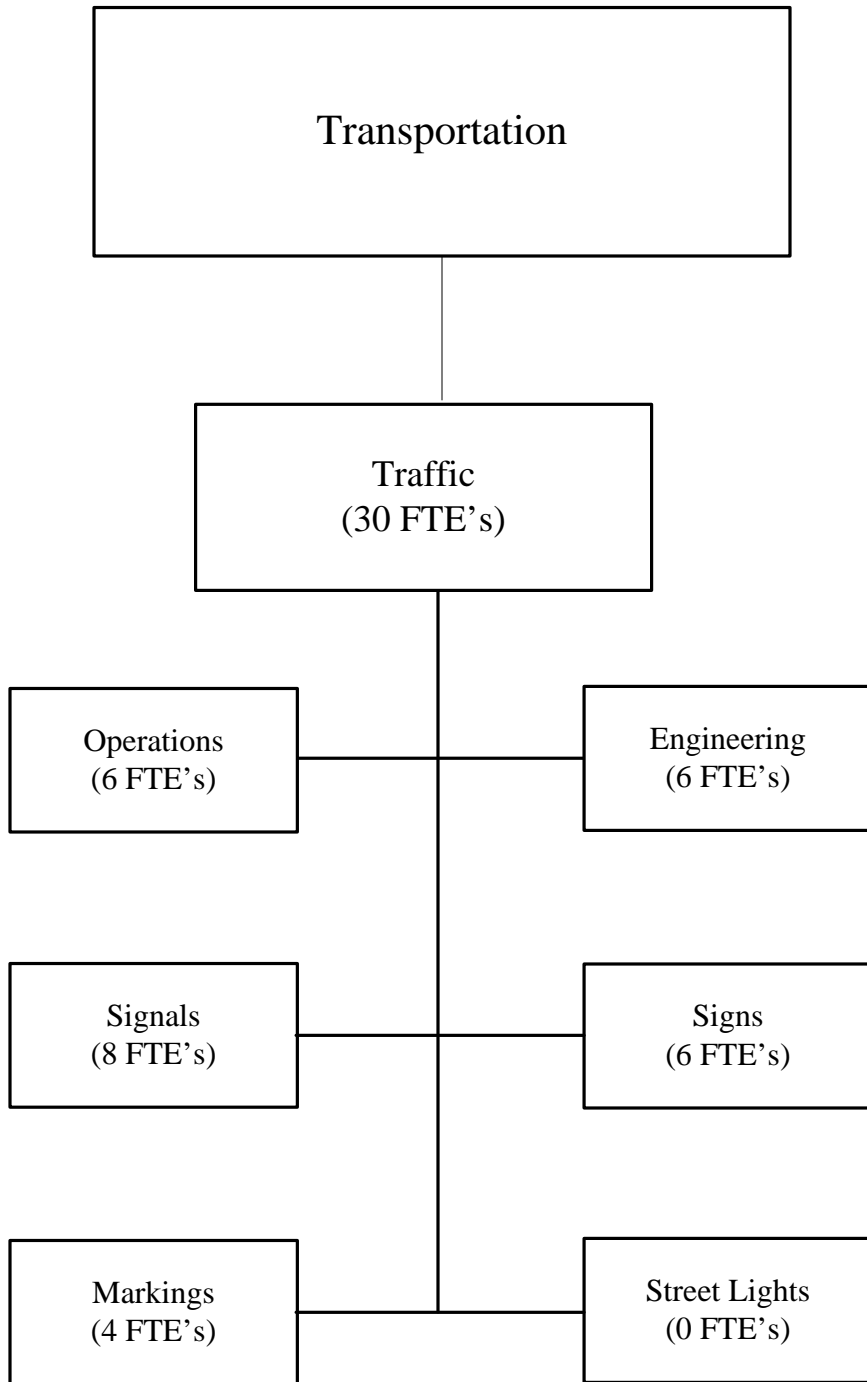 Transportation
Traffic
(30 FTE’s)
Operations
(6 FTE’s)
Engineering
(6 FTE’s)
Signals
(8 FTE’s)
Signs
(6 FTE’s)
Markings
(4 FTE’s)
Street Lights
(0 FTE’s)